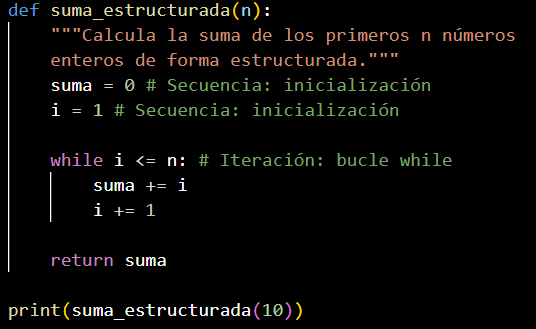 def suma_estructurada(n):
    """Calcula la suma de los primeros n números
    enteros de forma estructurada."""
    suma = 0 # Secuencia: inicialización
    i = 1 # Secuencia: inicialización

    while i <= n: # Iteración: bucle while
        suma += i
        i += 1

    return suma

print(suma_estructurada(10))